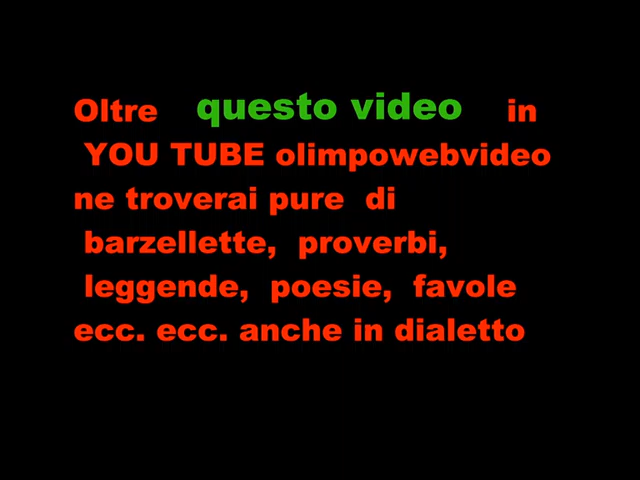 Oltre questo video in
YOU TUBE olimpowebvideo
ne troverai pure di
barzellette, proverbi,
leggende, poesie, favole
ecc. ecc. anche in dialetto